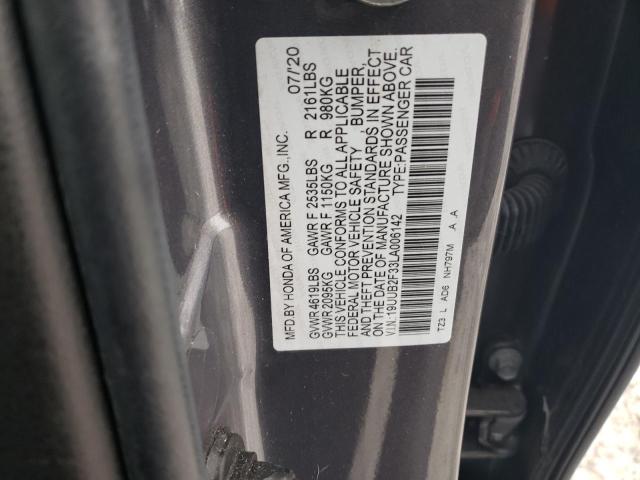 MFD.BY HONDA OF AMERICA MFG.,INC. 07/'20
GVWR 4619LBS GAWR F 2535LBS R 2161LBS
GVWR 2095KG GAWR F 1150KG R 980KG
THIS VEHICLE CONFORMS TO ALL APPLICABLE
FEDERAL MOTOR VEHICLE SAFETY BUMPER,
AND THEFT PREVENTION STANDARDS IN EFFECT
ON THE DATE OF MANUFACTURE SHOWN ABOVE.
V.I.N.:19UUB2F33LA006142 TYPE:PASSENGER CAR
TZ3 L AD6 NH797M A A